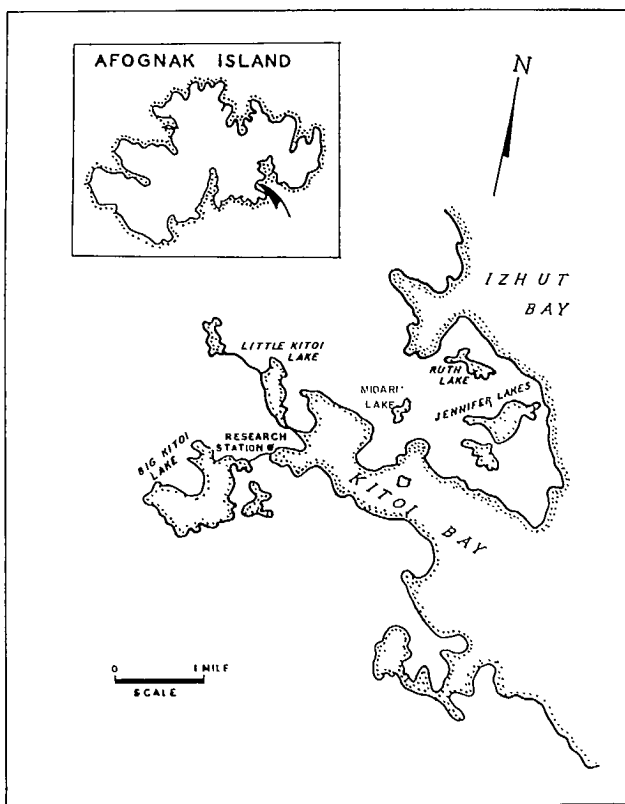 AFOGNAK ISLAND
N
IZHUT
BAY
LITTLE KITOI
LAKE
RUTH
LAKE
LAKE
JENNIFER LAKES
RESEARCH
STATION
BIG KITOI
LAKE
KITOI BAY
0 1 MILE
SCALE